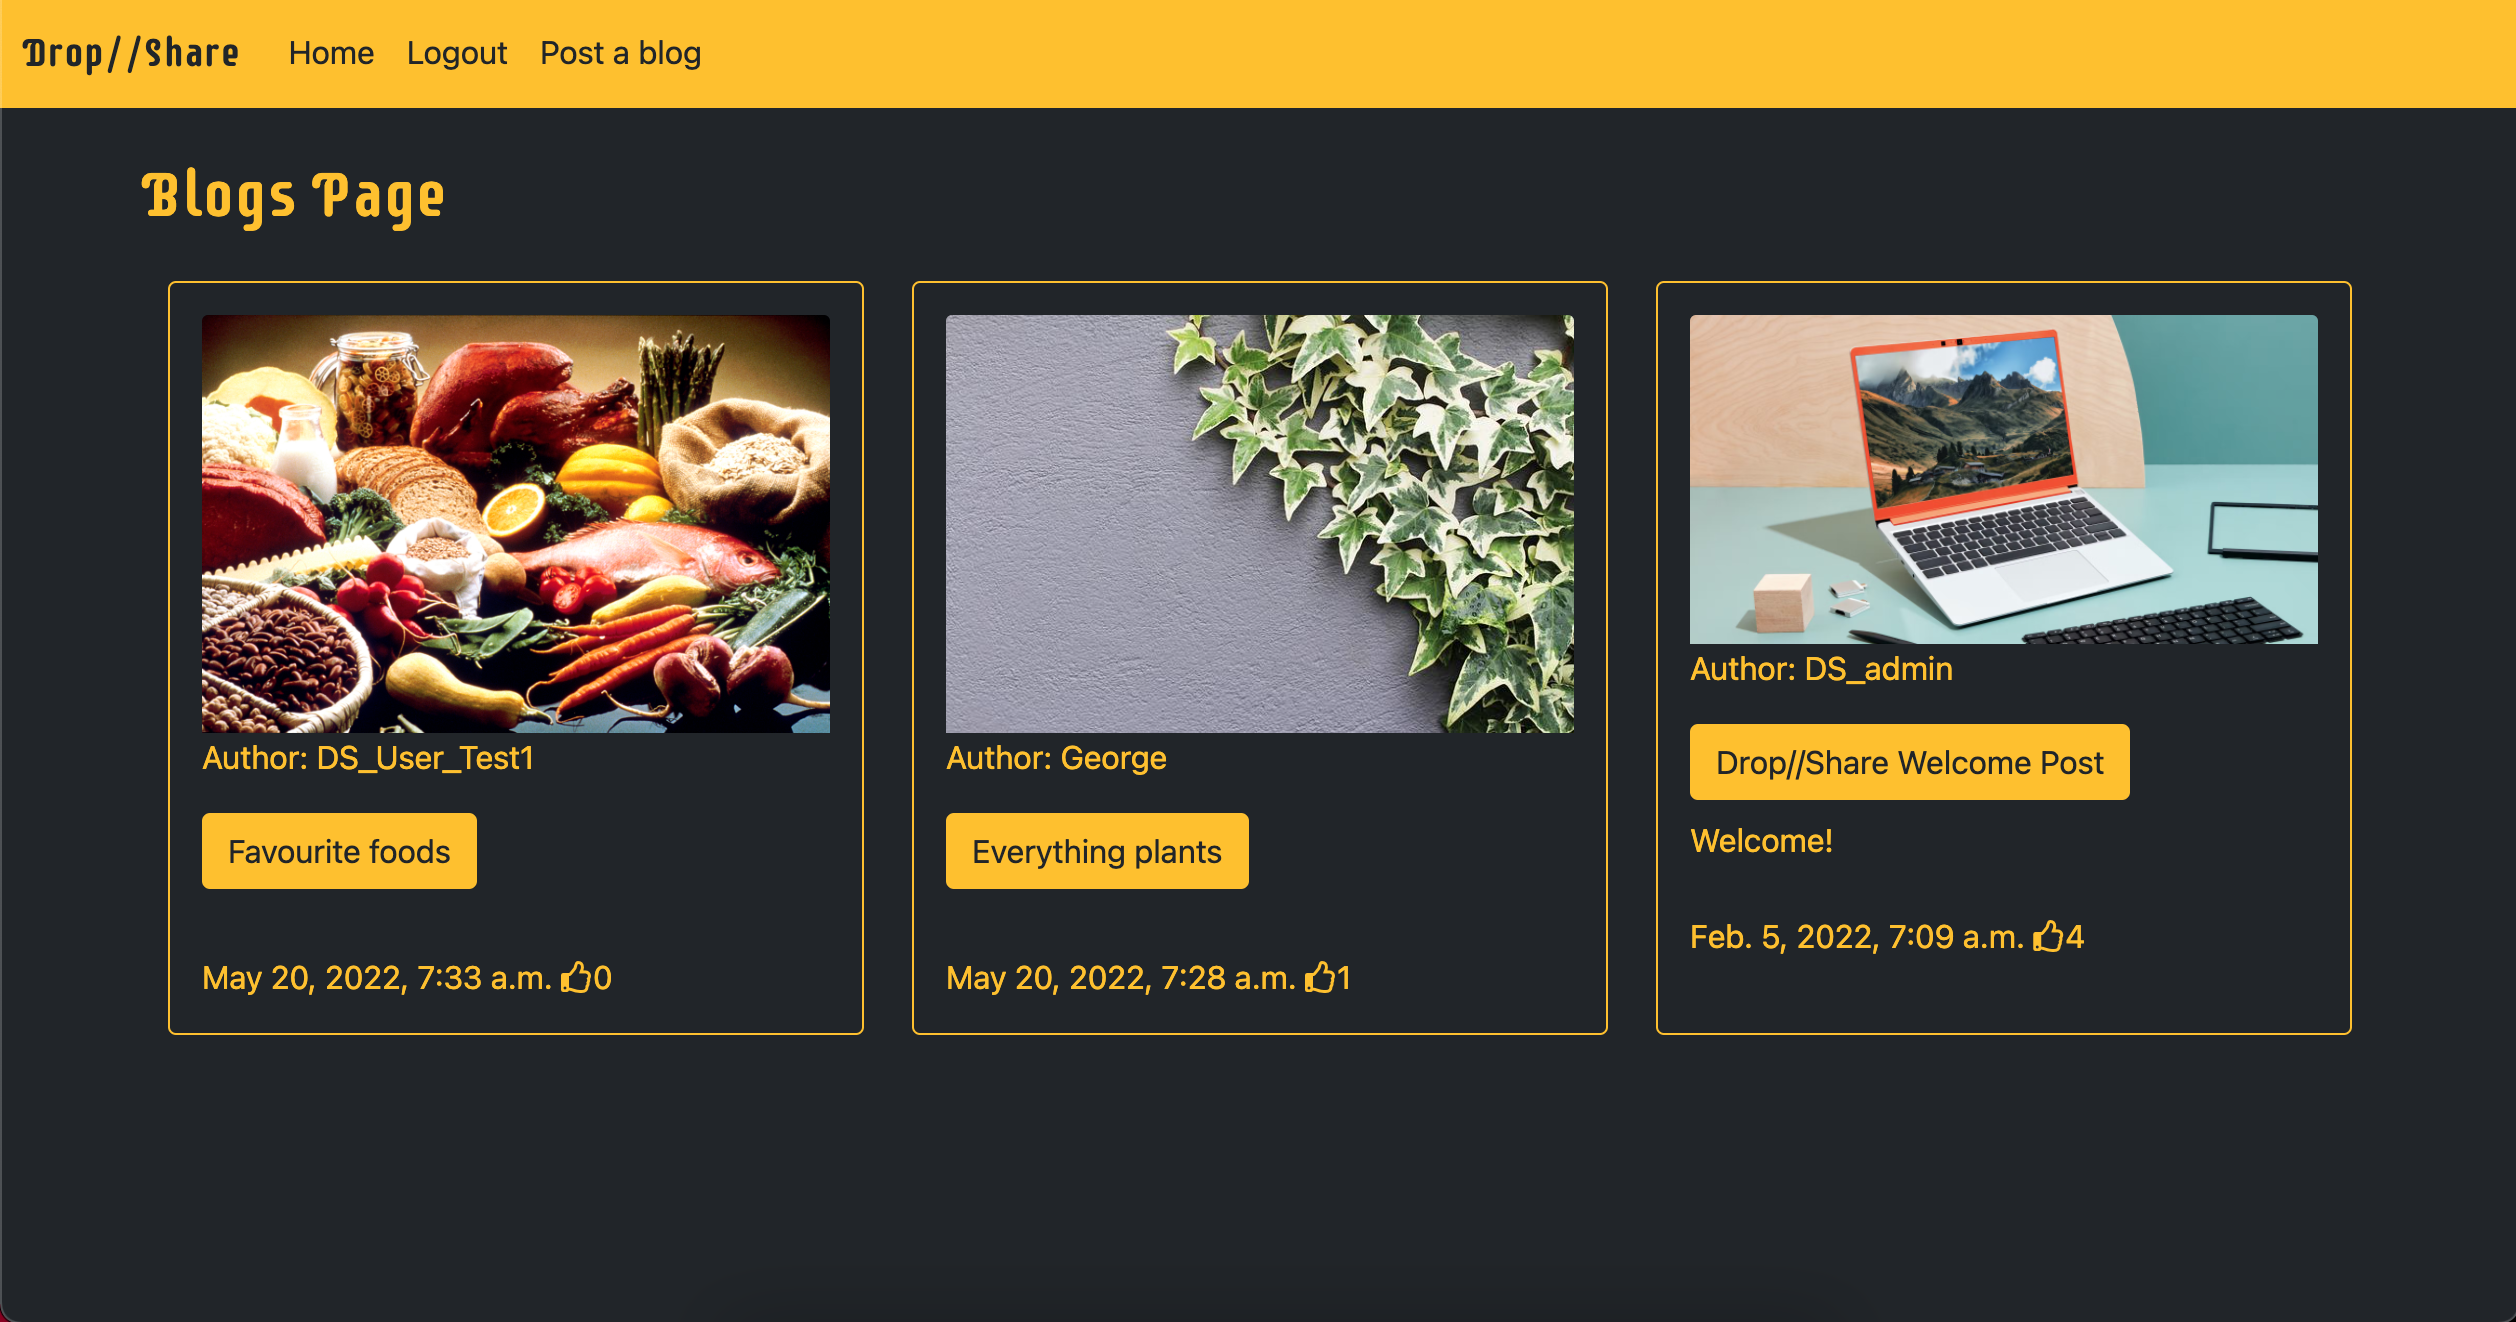 Drop//Share Home Logout Post a blog
Blogs Page
Author: DS_User_Test1
Favourite foods
May 20, 2022, 7:33 a.m. 0
Author: George
Everything plants
May 20, 2022, 7:28 a.m. 1
Author: DS_admin
Drop//Share Welcome Post
Welcome!
Feb. 5, 2022, 7:09 a.m. 4